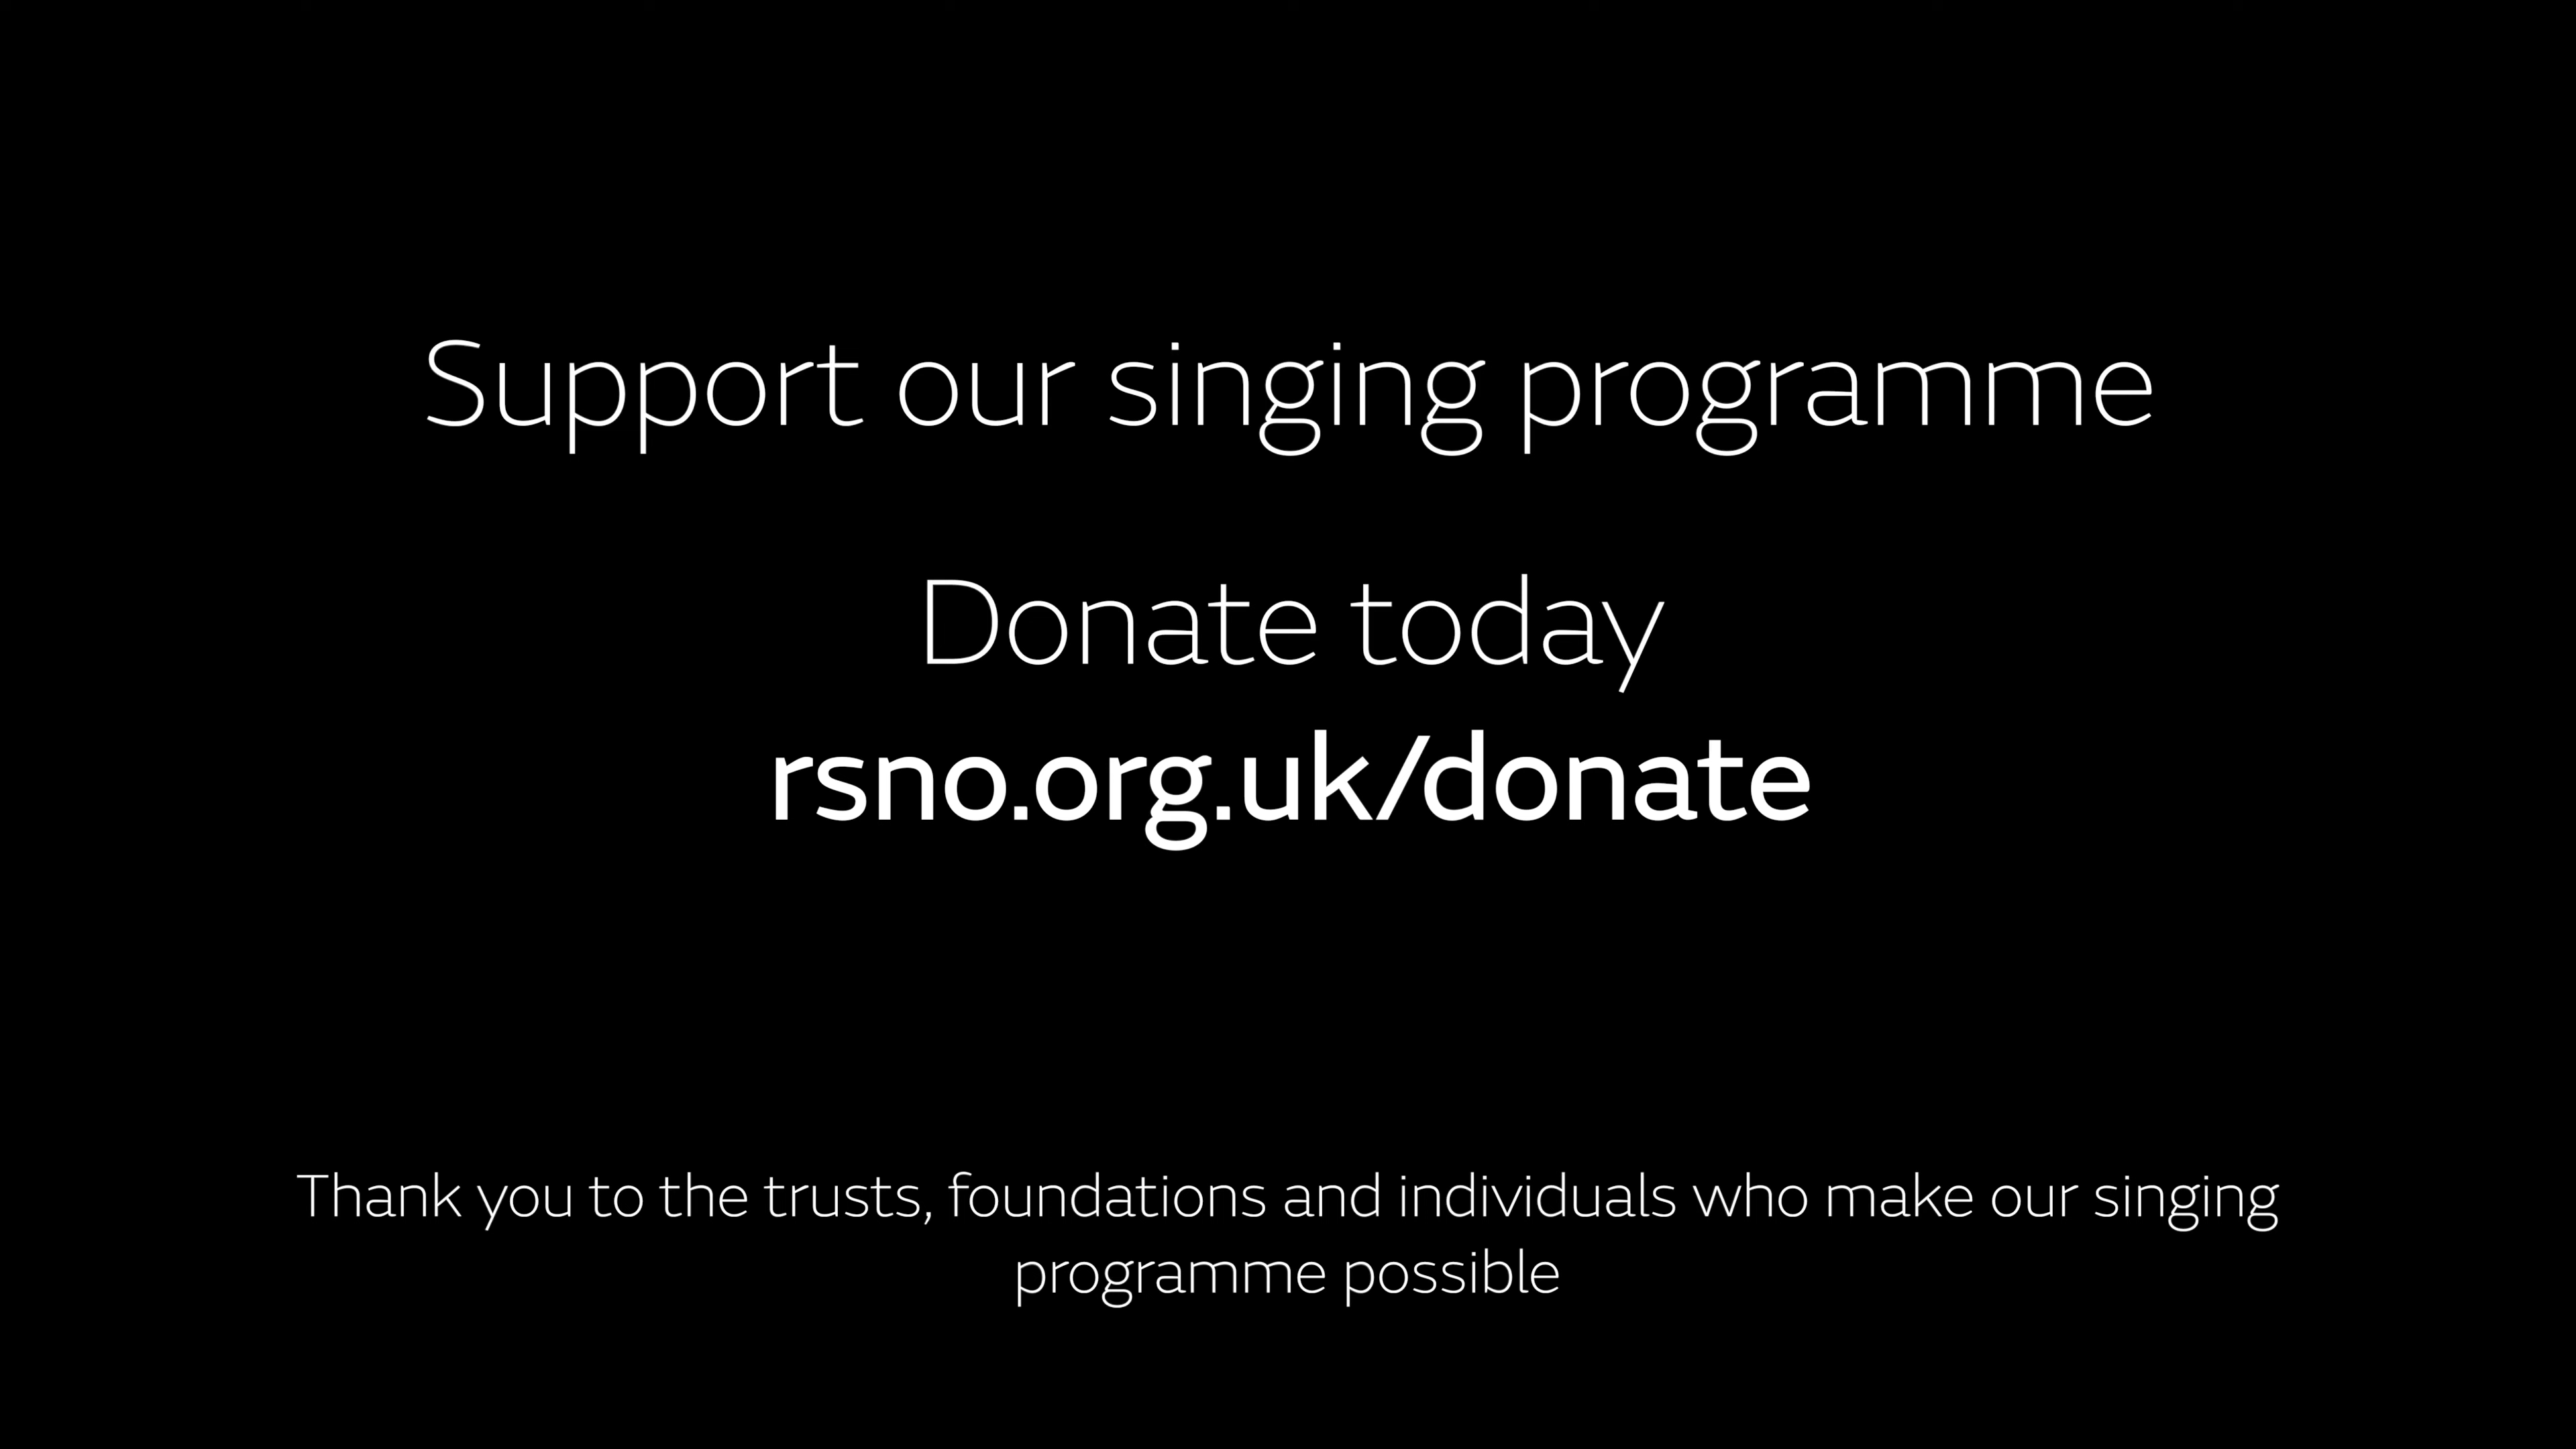 Support our singing programme
Donate today
rsno.org.uk/donate
Thank you to the trusts, foundations and individuals who make our singing
programme possible